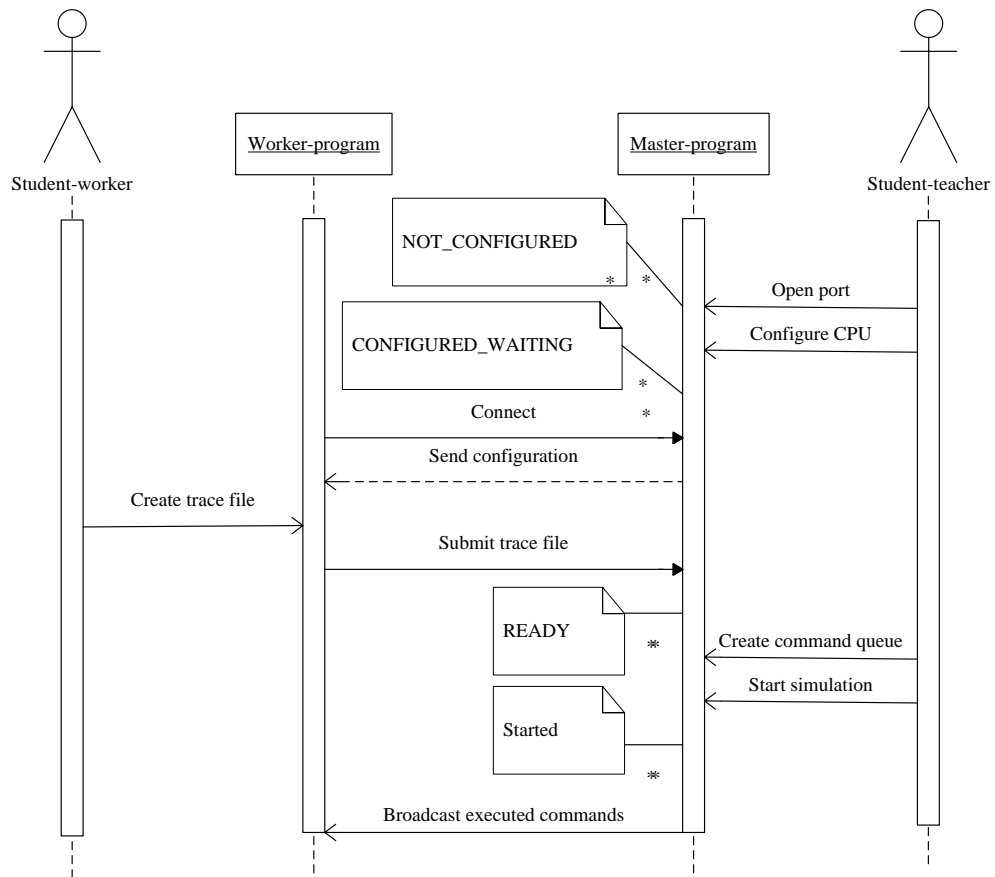 Worker-program
Master-program
Student-worker
Student-teacher
NOT_CONFIGURED
*
*
Open port
Configure CPU
CONFIGURED_WAITING
*
*
Connect
Send configuration
Create trace file
Submit trace file
READY
**
Create command queue
Start simulation
Started
**
Broadcast executed commands